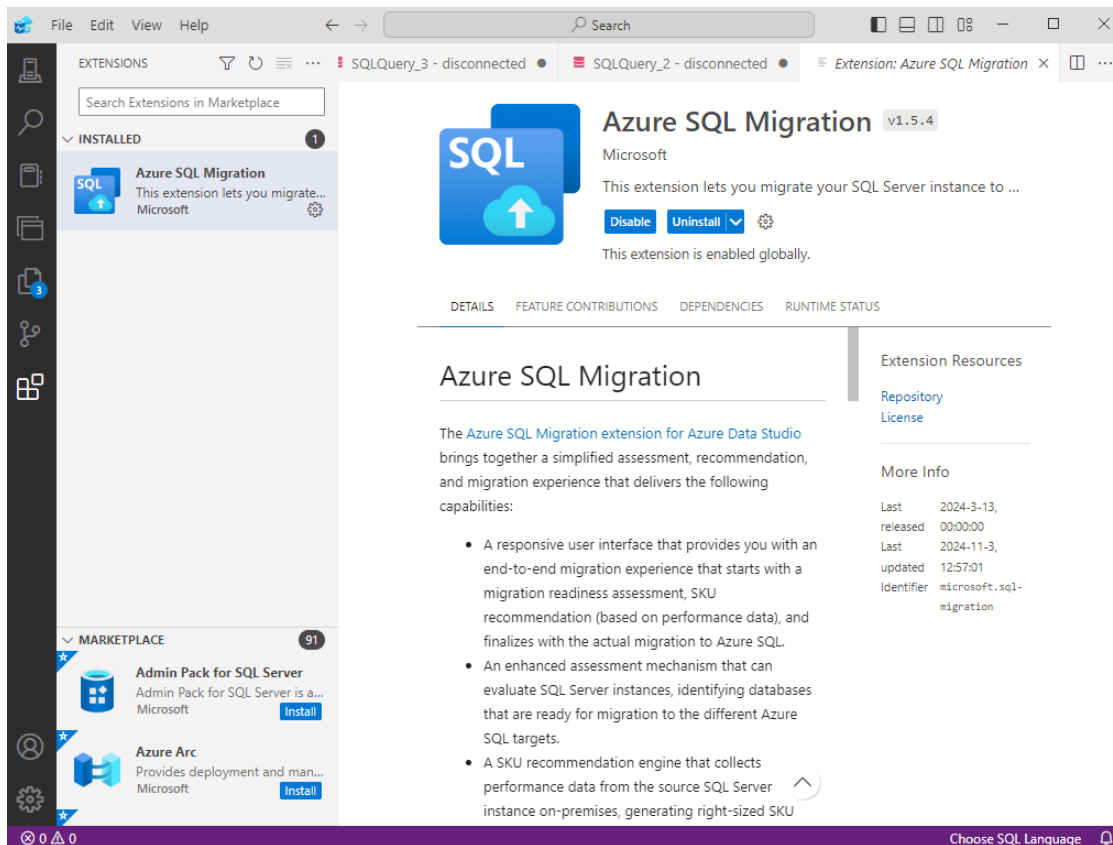 File Edit View Help
Search
EXTENSIONS
SQLQuery_3 - disconnected
SQLQuery_2 - disconnected
Extension: Azure SQL Migration
Search Extensions in Marketplace
INSTALLED
1
SQL
Azure SQL Migration
This extension lets you migrate...
Microsoft
3
SQL
Azure SQL Migration v1.5.4
Microsoft
This extension lets you migrate your SQL Server instance to ...
Disable Uninstall
This extension is enabled globally.
DETAILS FEATURE CONTRIBUTIONS DEPENDENCIES RUNTIME STATUS
Azure SQL Migration
The Azure SQL Migration extension for Azure Data Studio
brings together a simplified assessment, recommendation,
and migration experience that delivers the following
capabilities:
• A responsive user interface that provides you with an
end-to-end migration experience that starts with a
migration readiness assessment, SKU
recommendation (based on performance data), and
finalizes with the actual migration to Azure SQL.
• An enhanced assessment mechanism that can
evaluate SQL Server instances, identifying databases
that are ready for migration to the different Azure
SQL targets.
• A SKU recommendation engine that collects
performance data from the source SQL Server
instance on-premises, generating right-sized SKU
Extension Resources
Repository
License
More Info
Last 2024-3-13,
released 00:00:00
Last 2024-11-3,
updated 12:57:01
Identifier microsoft.sql-
migration
MARKETPLACE
91
Admin Pack for SQL Server
Admin Pack for SQL Server is a...
Microsoft
Install
Azure Arc
Provides deployment and man...
Microsoft
Install
0 0
Choose SQL Language